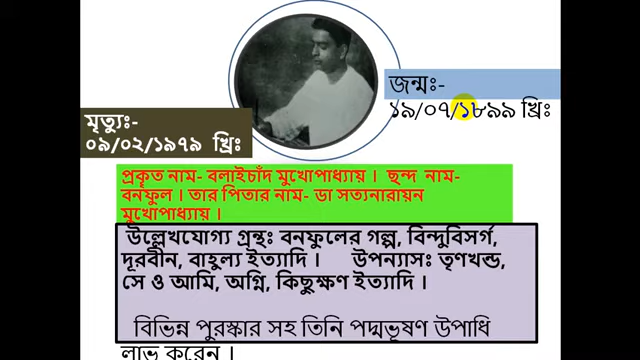 জন্মঃ-
১৯/০৭/১৮৯৯ খ্রিঃ
মৃত্যুঃ-
০৯/০২/১৯৭৯ খ্রিঃ
প্রকৃত নাম- বলাইচাঁদ মুখোপাধ্যায় । ছন্দ নাম-
বনফুল । তার পিতার নাম- ডা সত্যনারায়ন
মুখোপাধ্যায় ।
উল্লেখযোগ্য গ্রন্থঃ বনফুলের গল্প, বিন্দুবিসর্গ,
দূরবীন, বাহুল্য ইত্যাদি । উপন্যাসঃ তৃণখন্ড,
সে ও আমি, অগ্নি, কিছুক্ষণ ইত্যাদি ।
বিভিন্ন পুরস্কার সহ তিনি পদ্মভূষণ উপাধি
লাভ করেন ।